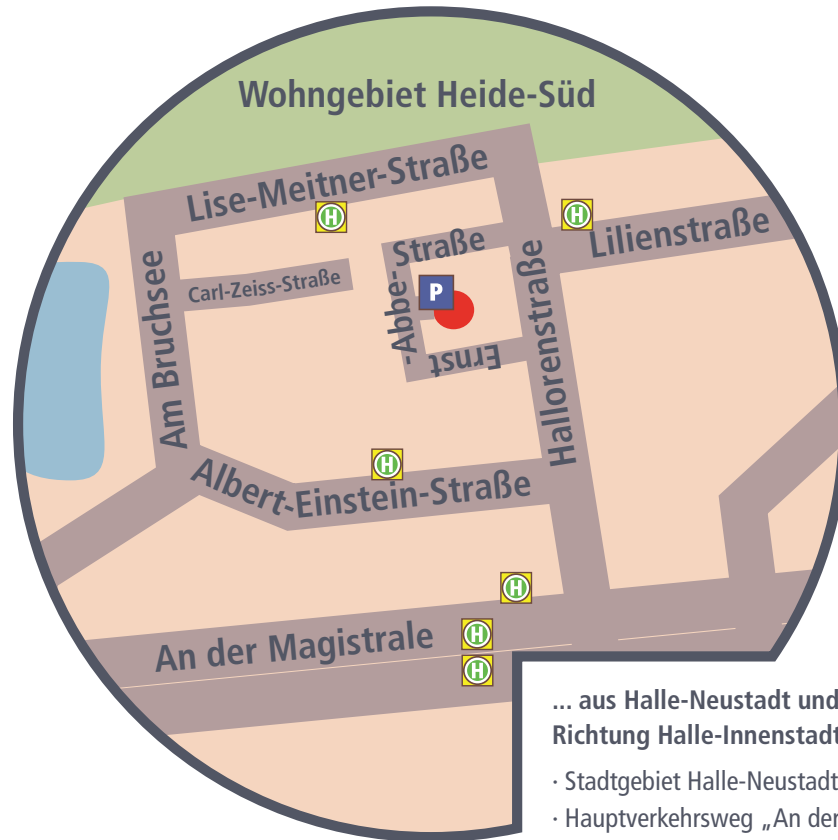 Wohngebiet Heide-Süd
Lise-Meitner-Straße
H
H
Lilienstraße
Carl-Zeiss-Straße
Ernst
-Abbe-
Straße
P
Hallorenstraße
Am Bruchsee
H
Albert-Einstein-Straße
H
An der Magistrale
H
H
... aus Halle-Neustadt und
Richtung Halle-Innenstadt
· Stadtgebiet Halle-Neustadt
· Hauptverkehrsweg „An der